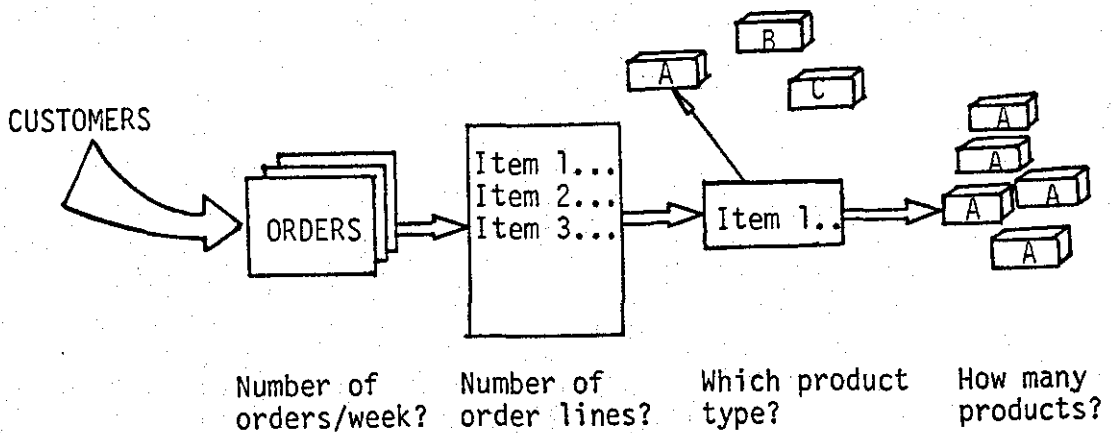 CUSTOMERS
ORDERS
Item 1...
Item 2...
Item 3...
A
B
C
Item 1..
A
A
A
A
A
Number of
orders/week?
Number of
order lines?
Which product
type?
How many
products?